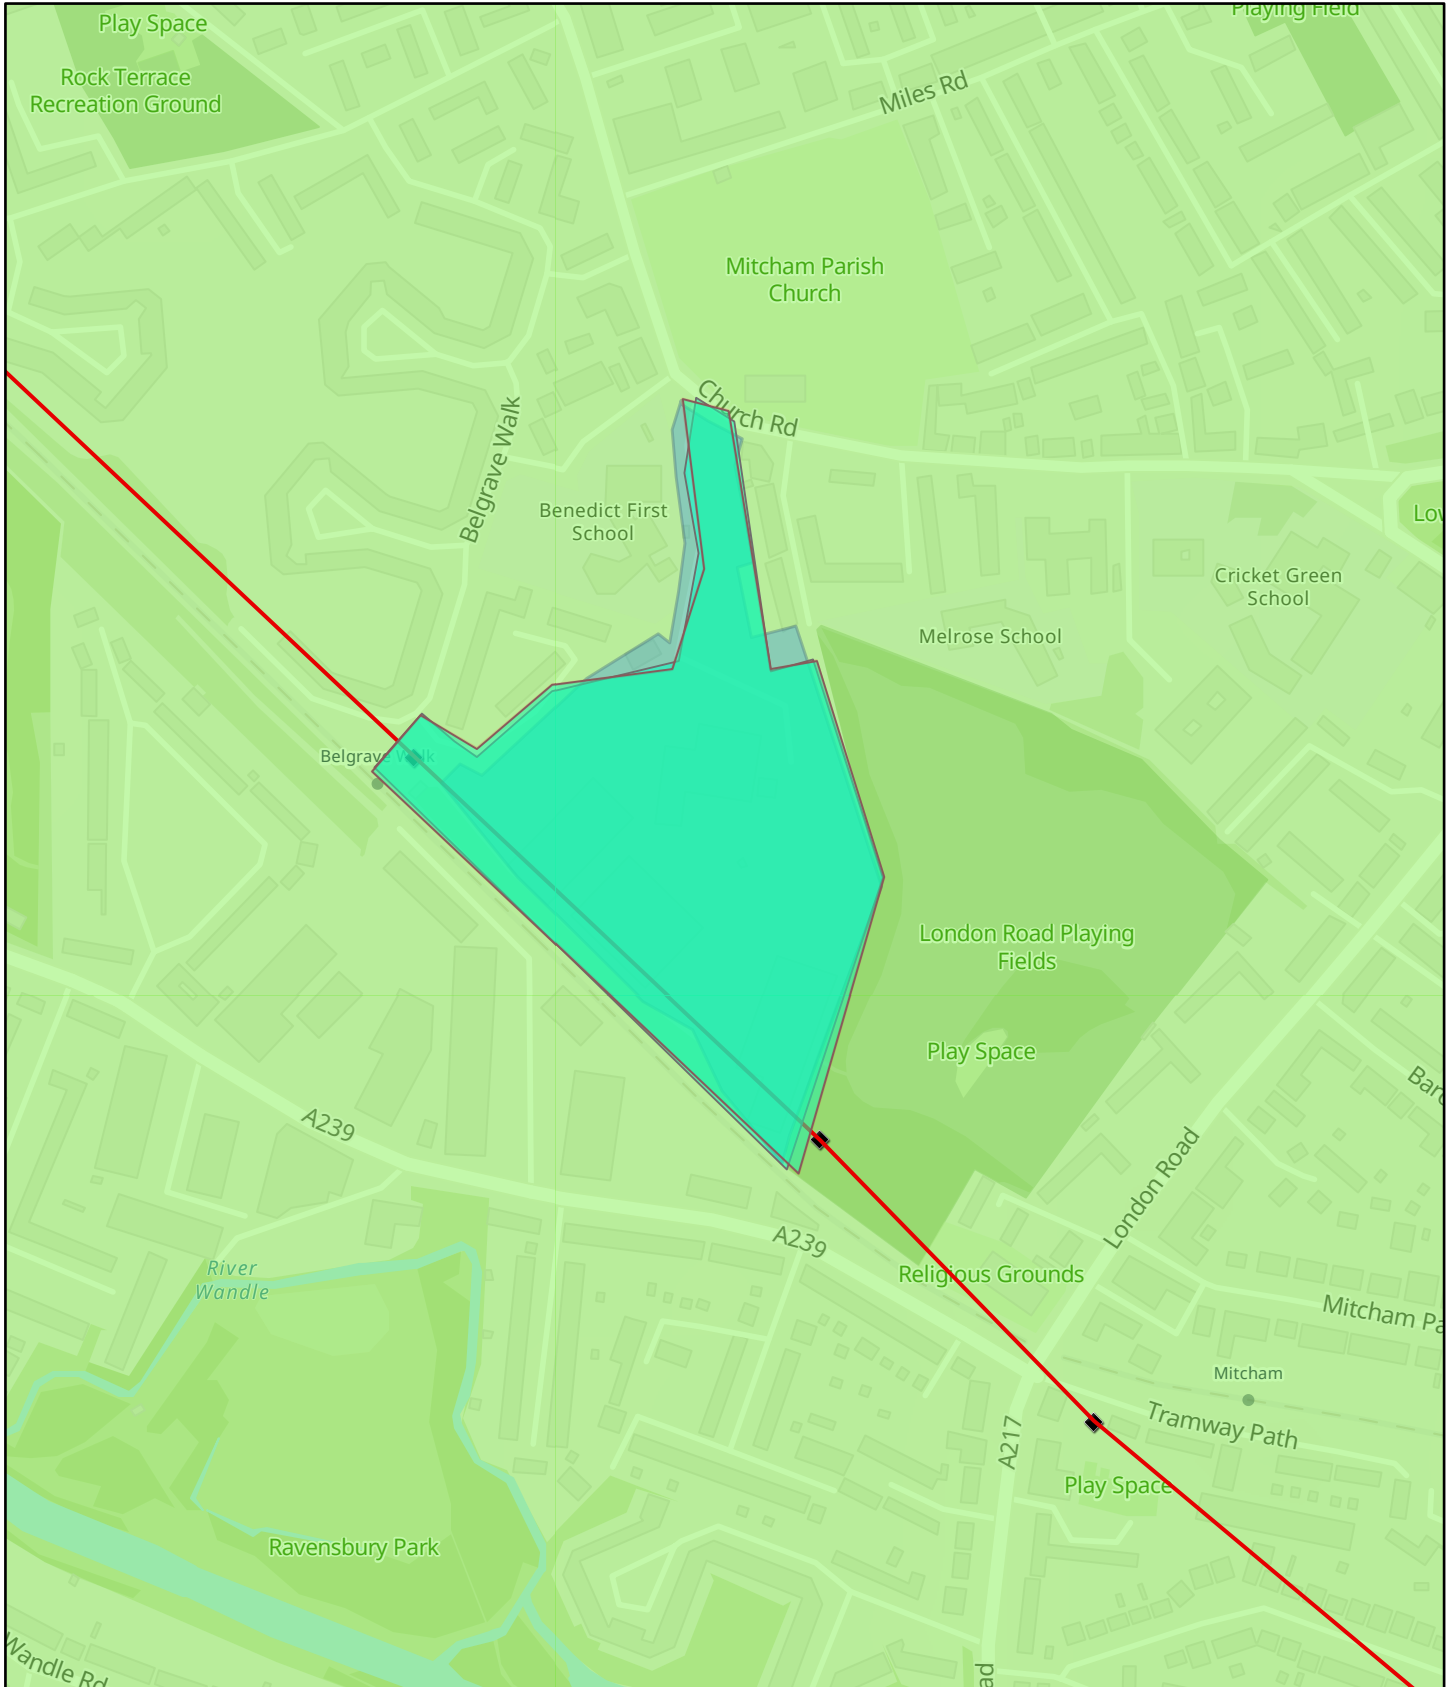 Play Space
Playing Field
Rock Terrace
Recreation Ground
Miles Rd
Mitcham Parish
Church
Church Rd
Belgrave Walk
Benedict First
School
Cricket Green
School
Melrose School
Belgrave Walk
London Road Playing
Fields
Play Space
A239
London Road
A239
River
Wandle
Religious Grounds
Mitcham
Mitcham
Tramway Path
A217
Play Space
Ravensbury Park
Wandle Rd